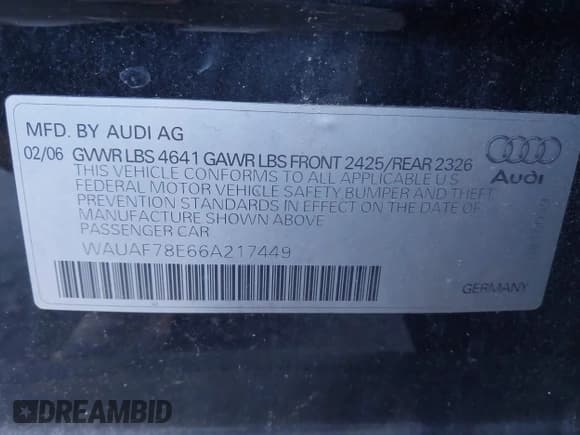 MFD. BY AUDI AG
02/06 GVWR LBS 4641 GAWR LBS FRONT 2425/REAR 2326
THIS VEHICLE CONFORMS TO ALL APPLICABLE U.S.
FEDERAL MOTOR VEHICLE SAFETY BUMPER AND THEFT
PREVENTION STANDARDS IN EFFECT ON THE DATE OF
MANUFACTURE SHOWN ABOVE
PASSENGER CAR
Audi
WAUAF78E66A217449
GERMANY
DREAMBID